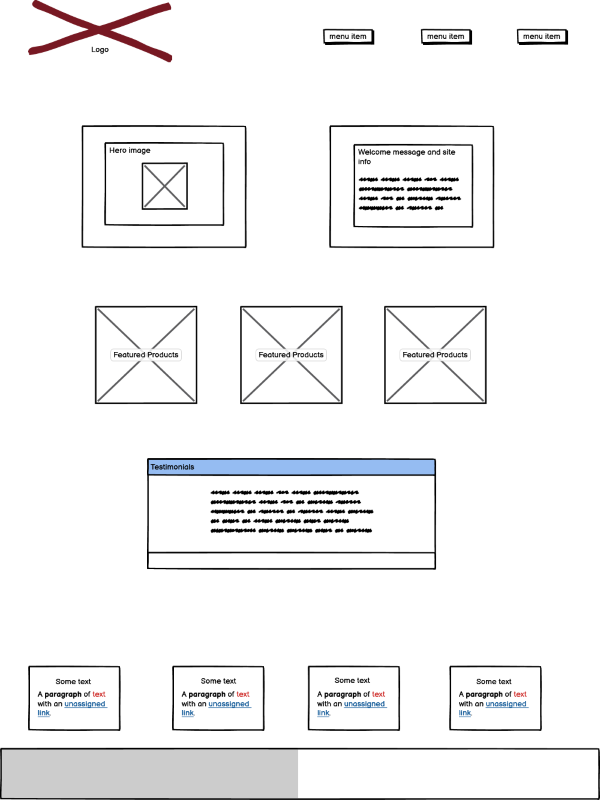 Logo
menu item
menu item
menu item
Hero image
Welcome message and site
info
Featured Products
Featured Products
Featured Products
Testimonials
Some text
A paragraph of text
with an unassigned
link.
Some text
A paragraph of text
with an unassigned
link.
Some text
A paragraph of text
with an unassigned
link.
Some text
A paragraph of text
with an unassigned
link.